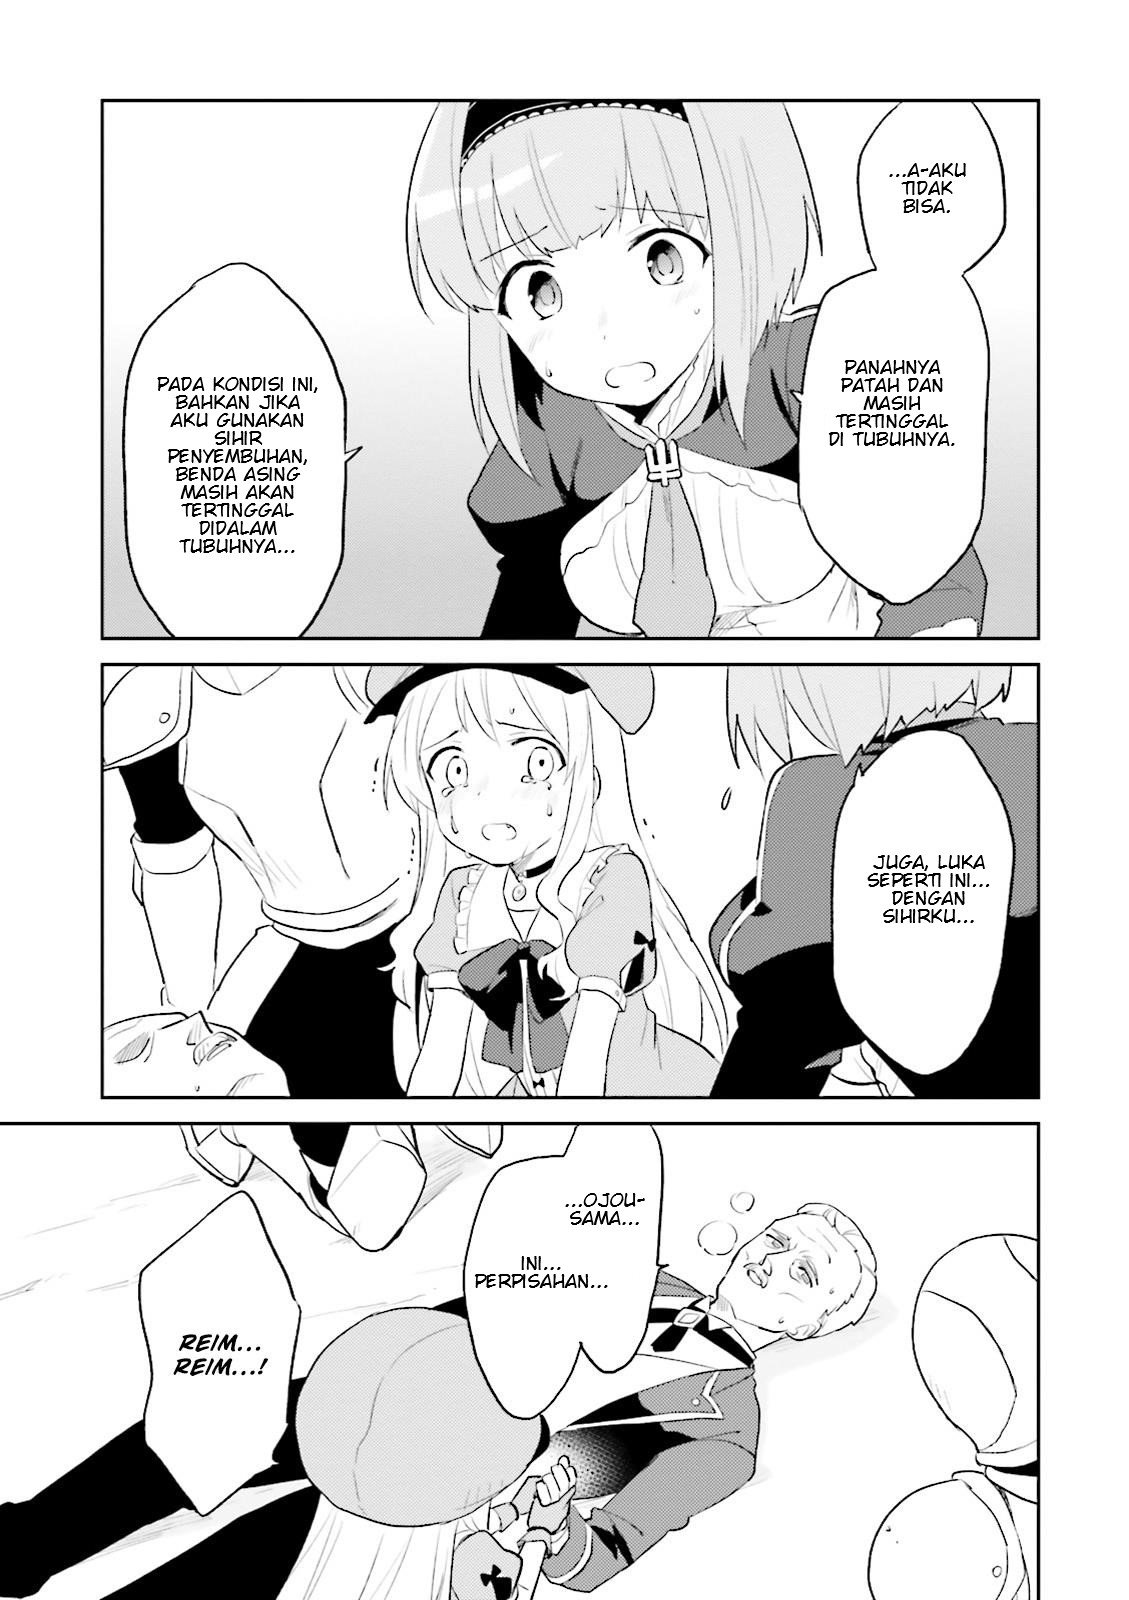 ...A-AKU
TIDAK
BISA.
PANAHNYA
PATAH DAN
MASIH
TERTINGGAL
DI TUBUHNYA.
PADA KONDISI INI,
BAHKAN JIKA
AKU GUNAKAN
SIHIR
PENYEMBUHAN,
BENDA ASING
MASIH AKAN
TERTINGGAL
DIDALAM
TUBUHNYA...
JUGA, LUKA
SEPERTI INI...
DENGAN
SIHIRKU...
...OJOU-
SAMA...
INI...
PERPISAHAN...
REIM...
REIM...!